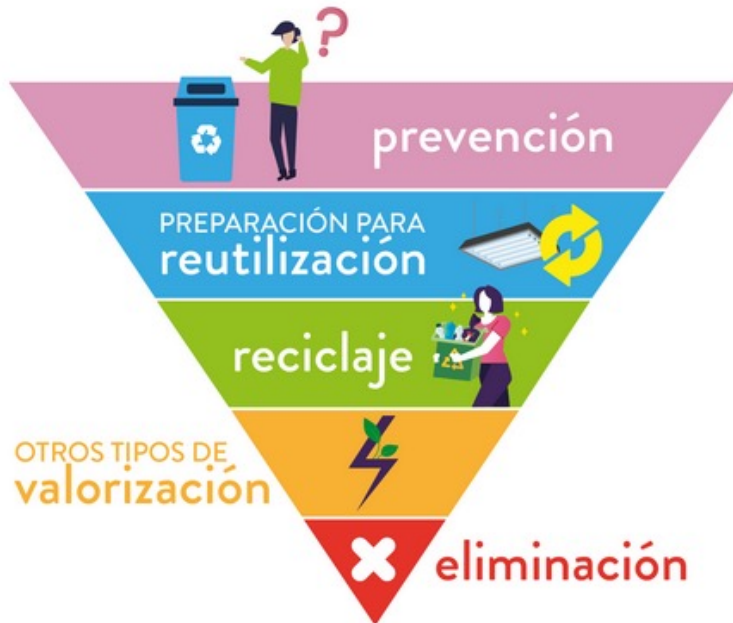 ?
prevención
PREPARACIÓN PARA
reutilización
reciclaje
OTROS TIPOS DE
valorización
eliminación